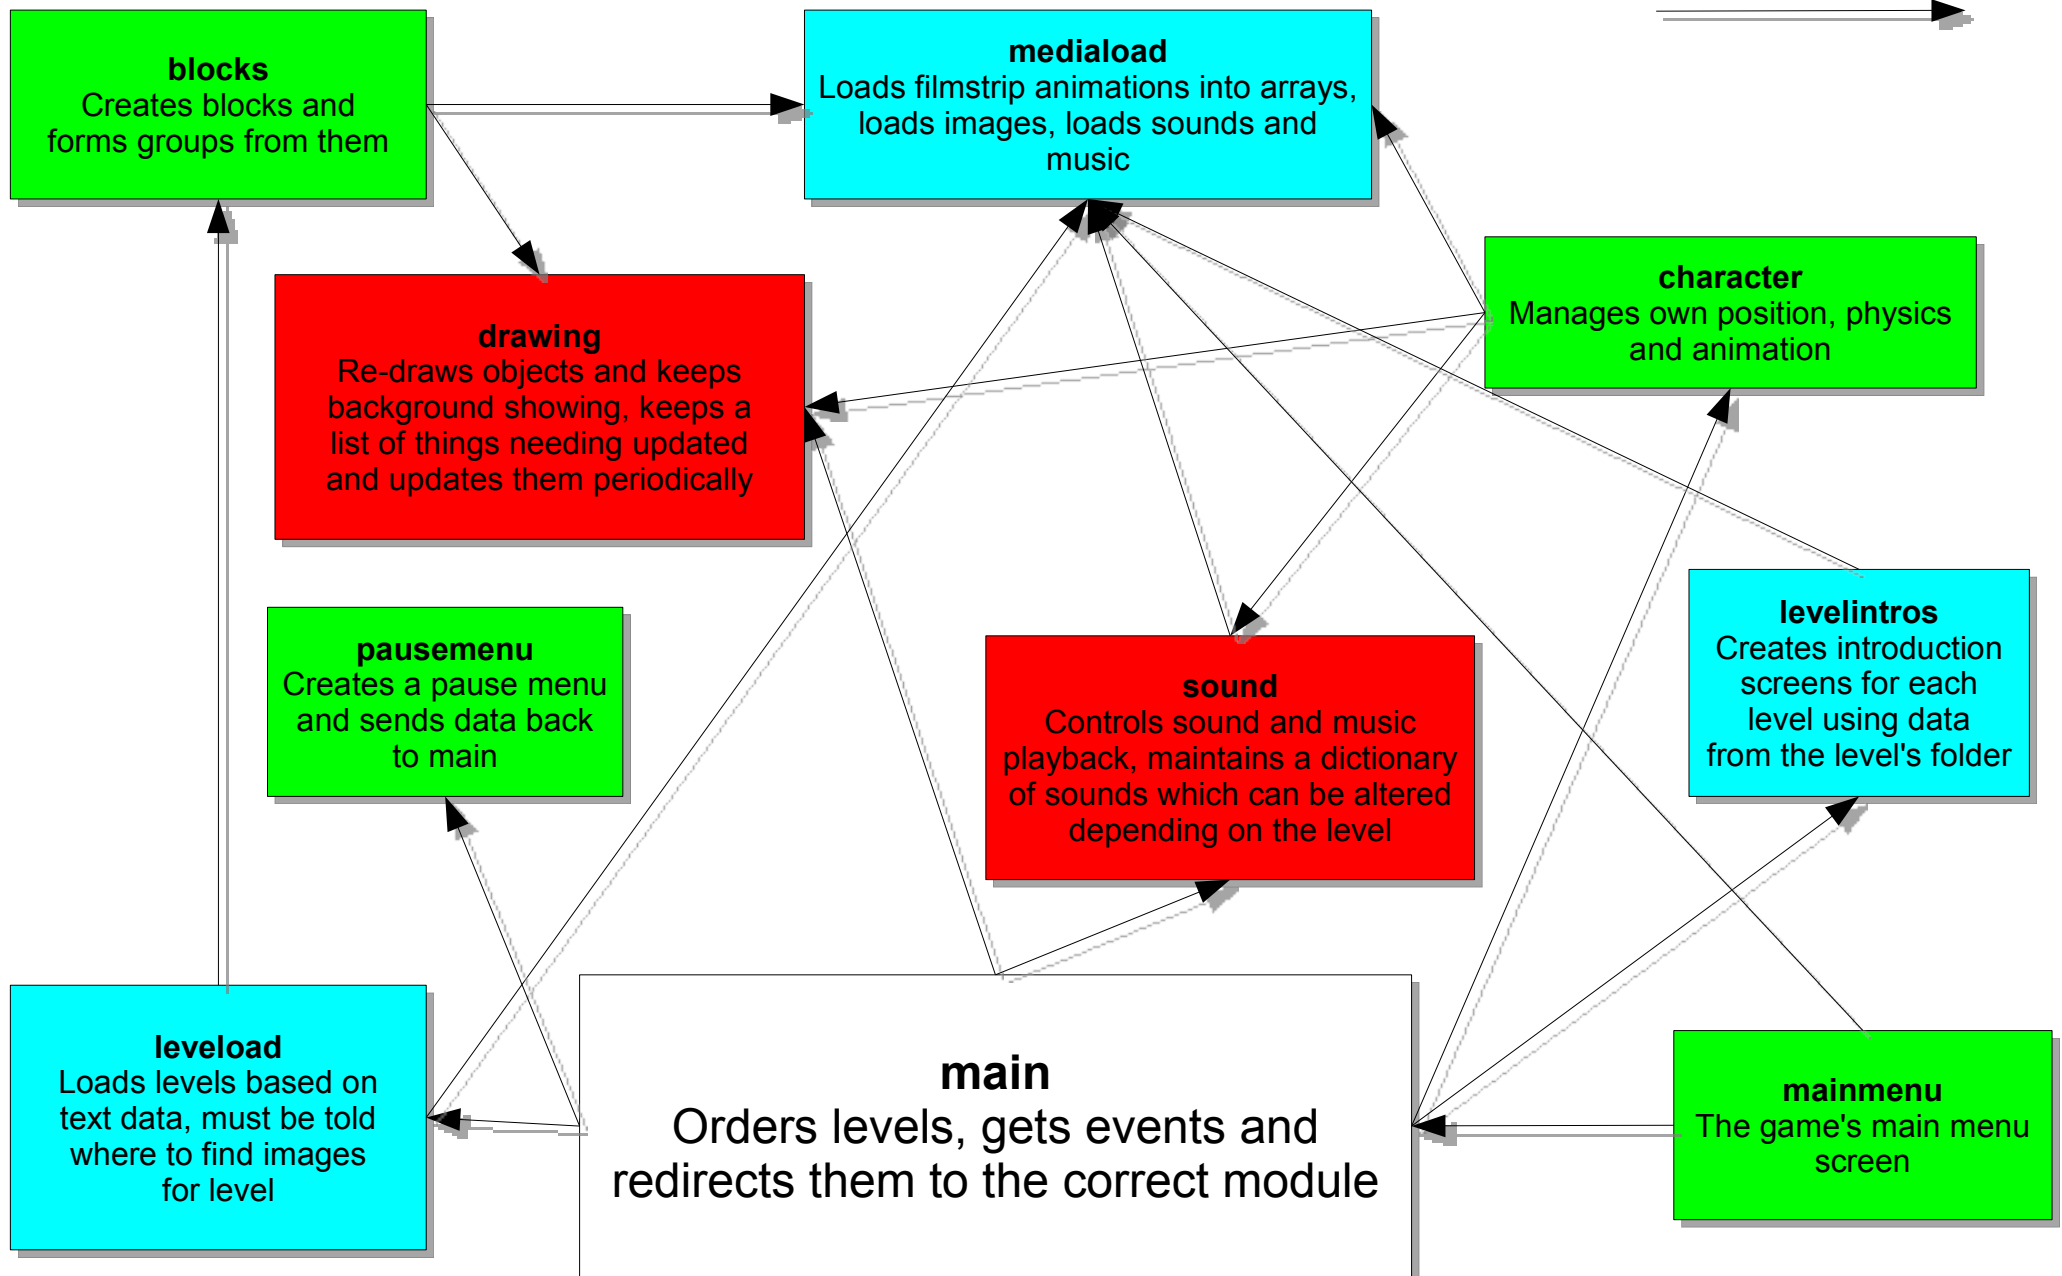 blocks
Creates blocks and
forms groups from them
mediaload
Loads filmstrip animations into arrays,
loads images, loads sounds and
music
character
Manages own position, physics
and animation
drawing
Re-draws objects and keeps
background showing, keeps a
list of things needing updated
and updates them periodically
pausemenu
Creates a pause menu
and sends data back
to main
sound
Controls sound and music
playback, maintains a dictionary
of sounds which can be altered
depending on the level
levelintros
Creates introduction
screens for each
level using data
from the level's folder
leveload
Loads levels based on
text data, must be told
where to find images
for level
main
Orders levels, gets events and
redirects them to the correct module
mainmenu
The game's main menu
screen